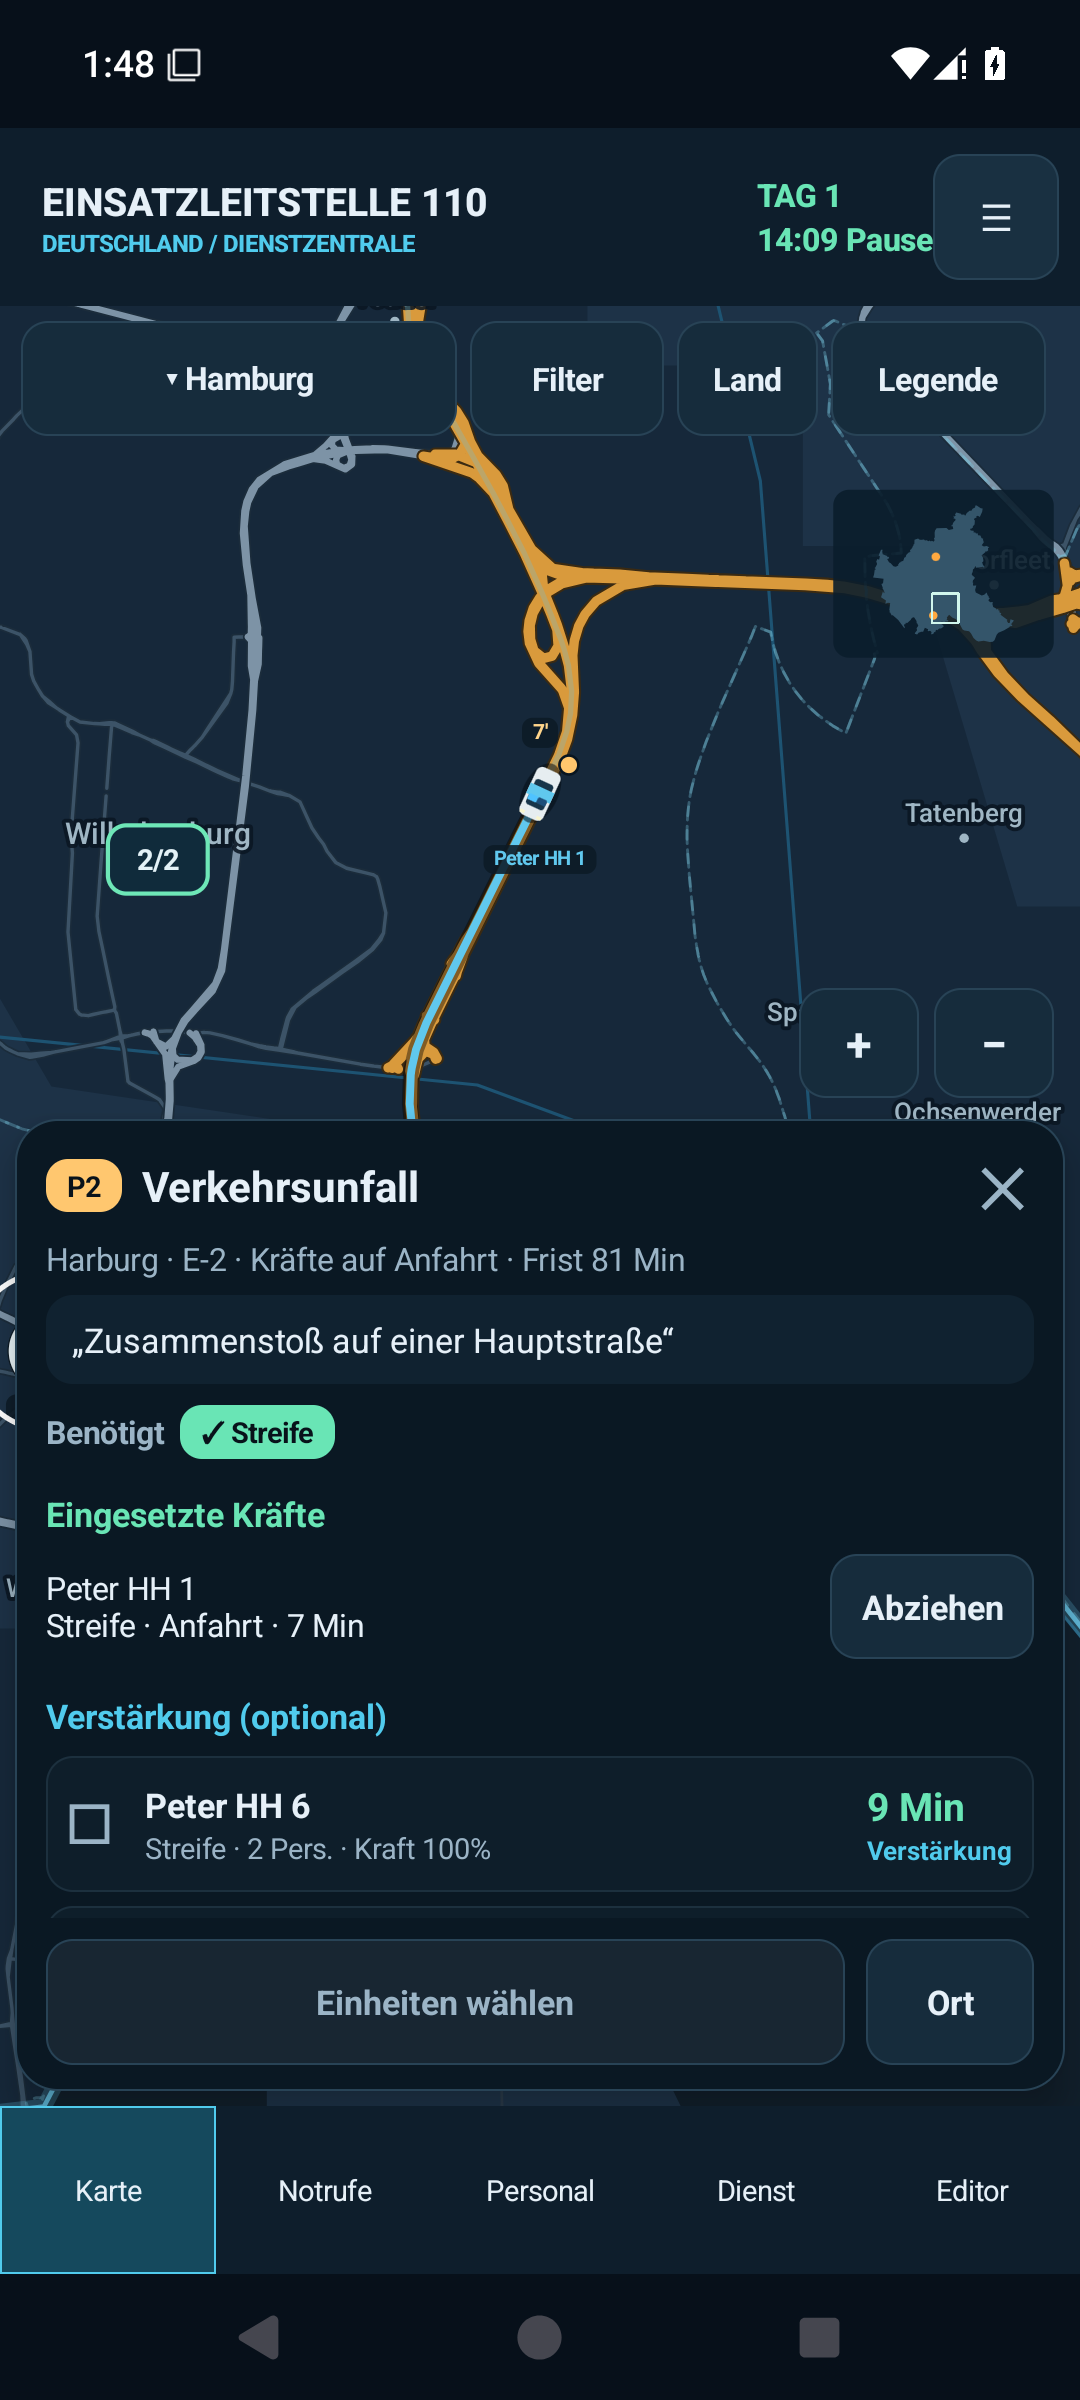 1:48
EINSATZLEITSTELLE 110
DEUTSCHLAND / DIENSTZENTRALE
TAG 1
14:09 Pause
☰
▼ Hamburg
Filter
Land
Legende
7'
Peter HH 1
2/2
Tatenberg
+
−
Ochsenwerder
P2
Verkehrsunfall
Harburg · E-2 · Kräfte auf Anfahrt · Frist 81 Min
„Zusammenstoß auf einer Hauptstraße“
Benötigt ✓ Streife
Eingesetzte Kräfte
Peter HH 1
Streife · Anfahrt · 7 Min
Abziehen
Verstärkung (optional)
Peter HH 6
Streife · 2 Pers. · Kraft 100%
9 Min
Verstärkung
Einheiten wählen
Ort
Karte
Notrufe
Personal
Dienst
Editor